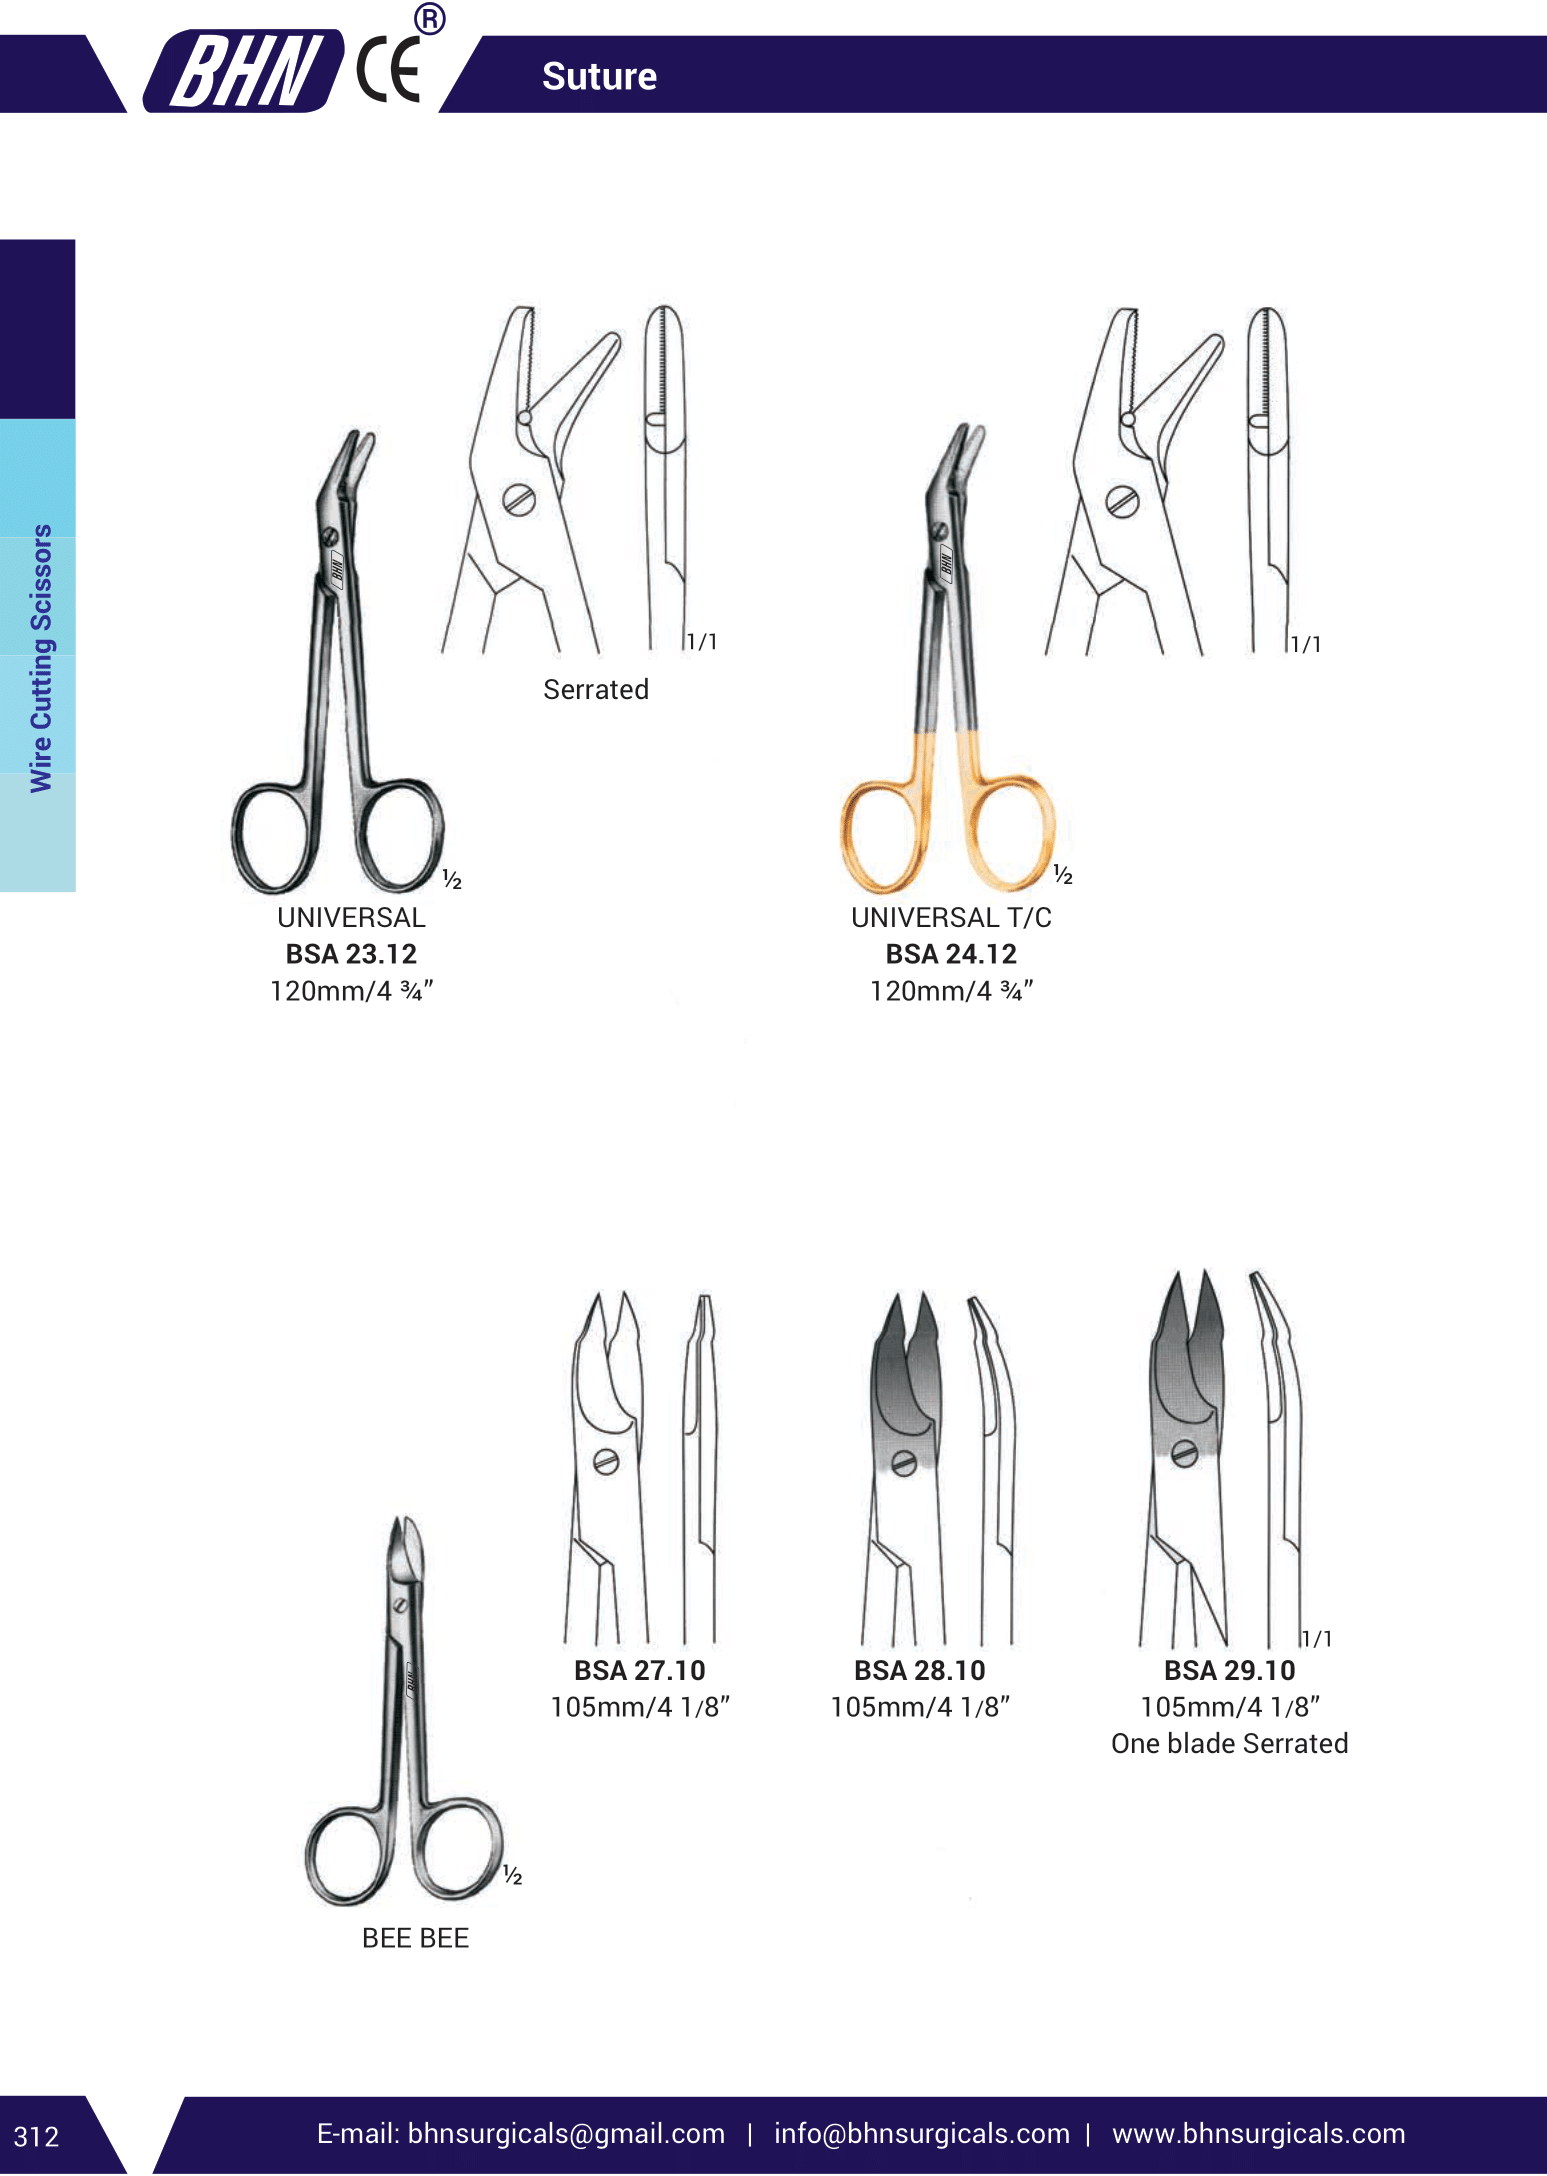 BHN CE ®
Suture
Wire Cutting Scissors
BHN
1/1
Serrated
½
UNIVERSAL
BSA 23.12
120mm/4 ¾”
BHN
1/1
½
UNIVERSAL T/C
BSA 24.12
120mm/4 ¾”
BHN
½
BEE BEE
BSA 27.10
105mm/4 1/8”
BSA 28.10
105mm/4 1/8”
1/1
BSA 29.10
105mm/4 1/8”
One blade Serrated
312
E-mail: bhnsurgicals@gmail.com | info@bhnsurgicals.com | www.bhnsurgicals.com